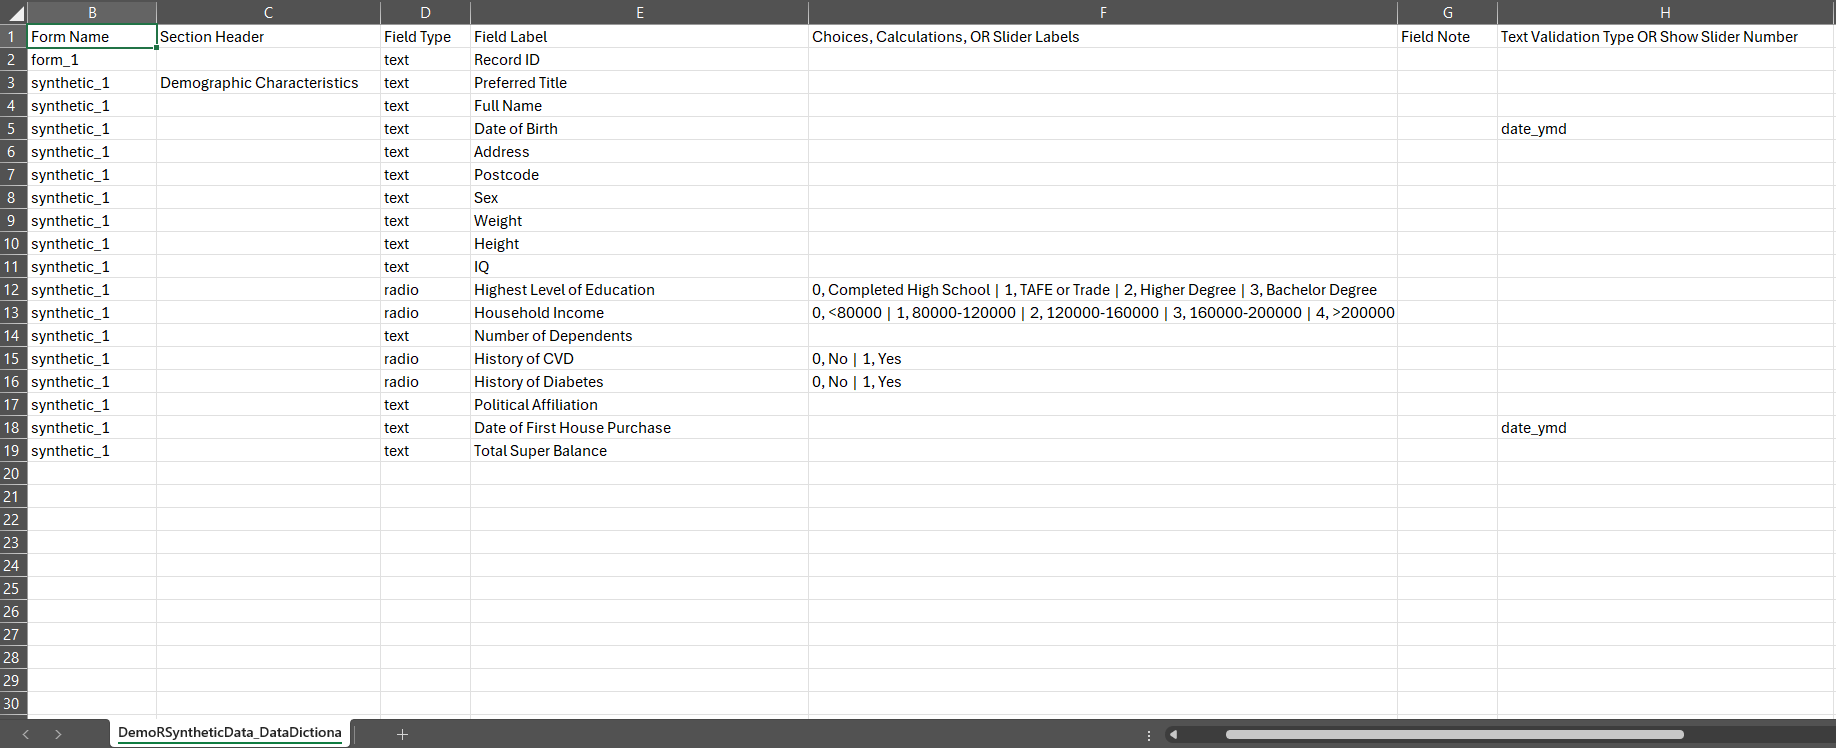 B C D E F G H
1 Form Name Section Header Field Type Field Label Choices, Calculations, OR Slider Labels Field Note Text Validation Type OR Show Slider Number
2 form_1 text Record ID
3 synthetic_1 Demographic Characteristics text Preferred Title
4 synthetic_1 text Full Name
5 synthetic_1 text Date of Birth date_ymd
6 synthetic_1 text Address
7 synthetic_1 text Postcode
8 synthetic_1 text Sex
9 synthetic_1 text Weight
10 synthetic_1 text Height
11 synthetic_1 text IQ
12 synthetic_1 radio Highest Level of Education 0, Completed High School | 1, TAFE or Trade | 2, Higher Degree | 3, Bachelor Degree
13 synthetic_1 radio Household Income 0, <80000 | 1, 80000-120000 | 2, 120000-160000 | 3, 160000-200000 | 4, >200000
14 synthetic_1 text Number of Dependents
15 synthetic_1 radio History of CVD 0, No | 1, Yes
16 synthetic_1 radio History of Diabetes 0, No | 1, Yes
17 synthetic_1 text Political Affiliation
18 synthetic_1 text Date of First House Purchase date_ymd
19 synthetic_1 text Total Super Balance
20
21
22
23
24
25
26
27
28
29
30
DemoRSyntheticData_DataDictiona